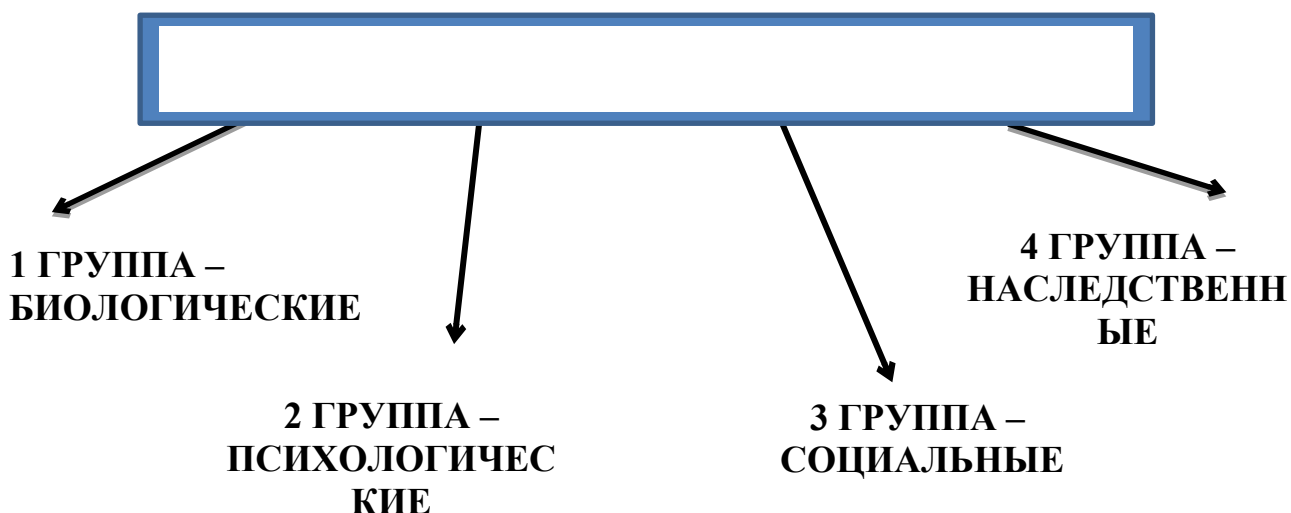 1 ГРУППА –
БИОЛОГИЧЕСКИЕ
2 ГРУППА –
ПСИХОЛОГИЧЕС
КИЕ
3 ГРУППА –
СОЦИАЛЬНЫЕ
4 ГРУППА –
НАСЛЕДСТВЕНН
ЫЕ